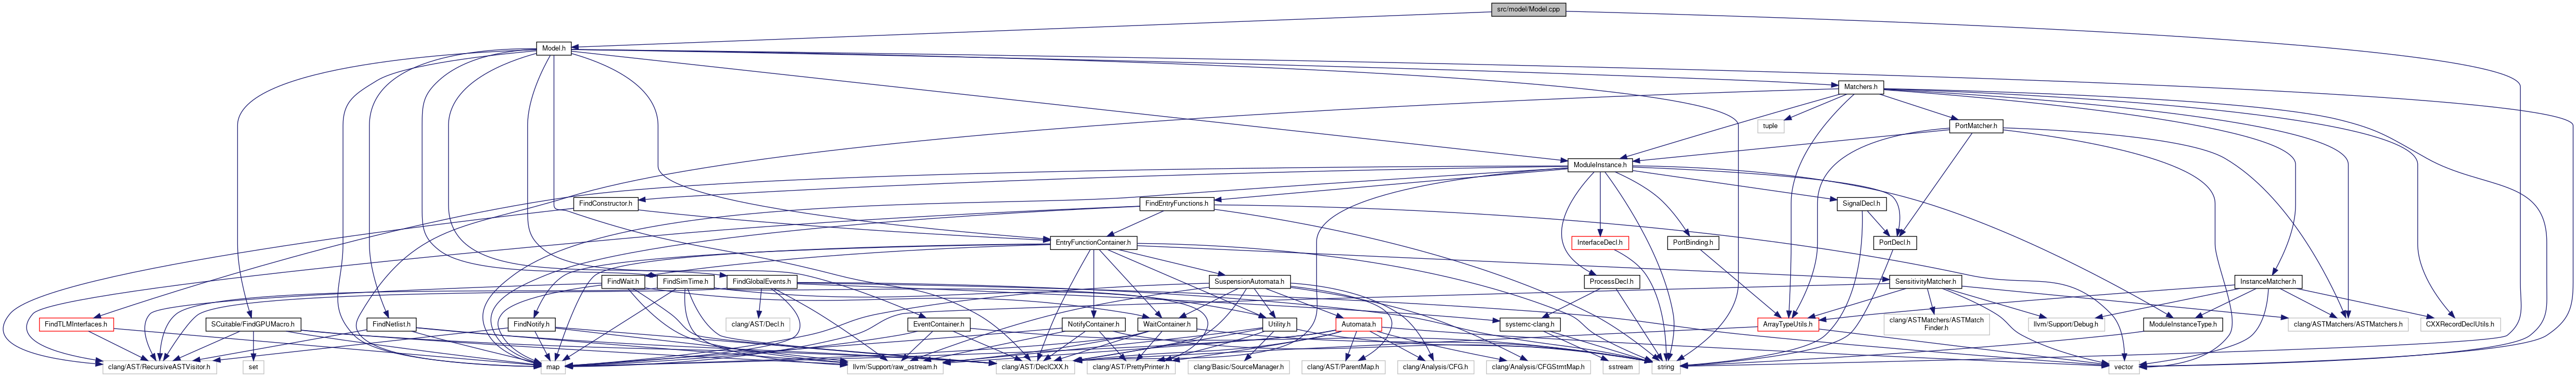 src/model/Model.cpp
Model.h
Matchers.h
tuple
PortMatcher.h
ModuleInstance.h
FindConstructor.h
FindEntryFunctions.h
SignalDecl.h
EntryFunctionContainer.h
InterfaceDecl.h
PortBinding.h
PortDecl.h
FindWait.h
FindSimTime.h
FindGlobalEvents.h
SuspensionAutomata.h
ProcessDecl.h
SensitivityMatcher.h
InstanceMatcher.h
FindTLMInterfaces.h
SCuitable/FindGPUMacro.h
FindNetlist.h
FindNotify.h
clang/AST/Decl.h
EventContainer.h
NotifyContainer.h
WaitContainer.h
Utility.h
Automata.h
systemc-clang.h
ArrayTypeUtils.h
clang/ASTMatchers/ASTMatch
Finder.h
llvm/Support/Debug.h
ModuleInstanceType.h
clang/ASTMatchers/ASTMatchers.h
CXXRecordDeclUtils.h
clang/AST/RecursiveASTVisitor.h
set
map
llvm/Support/raw_ostream.h
clang/AST/DeclCXX.h
clang/AST/PrettyPrinter.h
clang/Basic/SourceManager.h
clang/AST/ParentMap.h
clang/Analysis/CFG.h
clang/Analysis/CFGStmtMap.h
sstream
string
vector